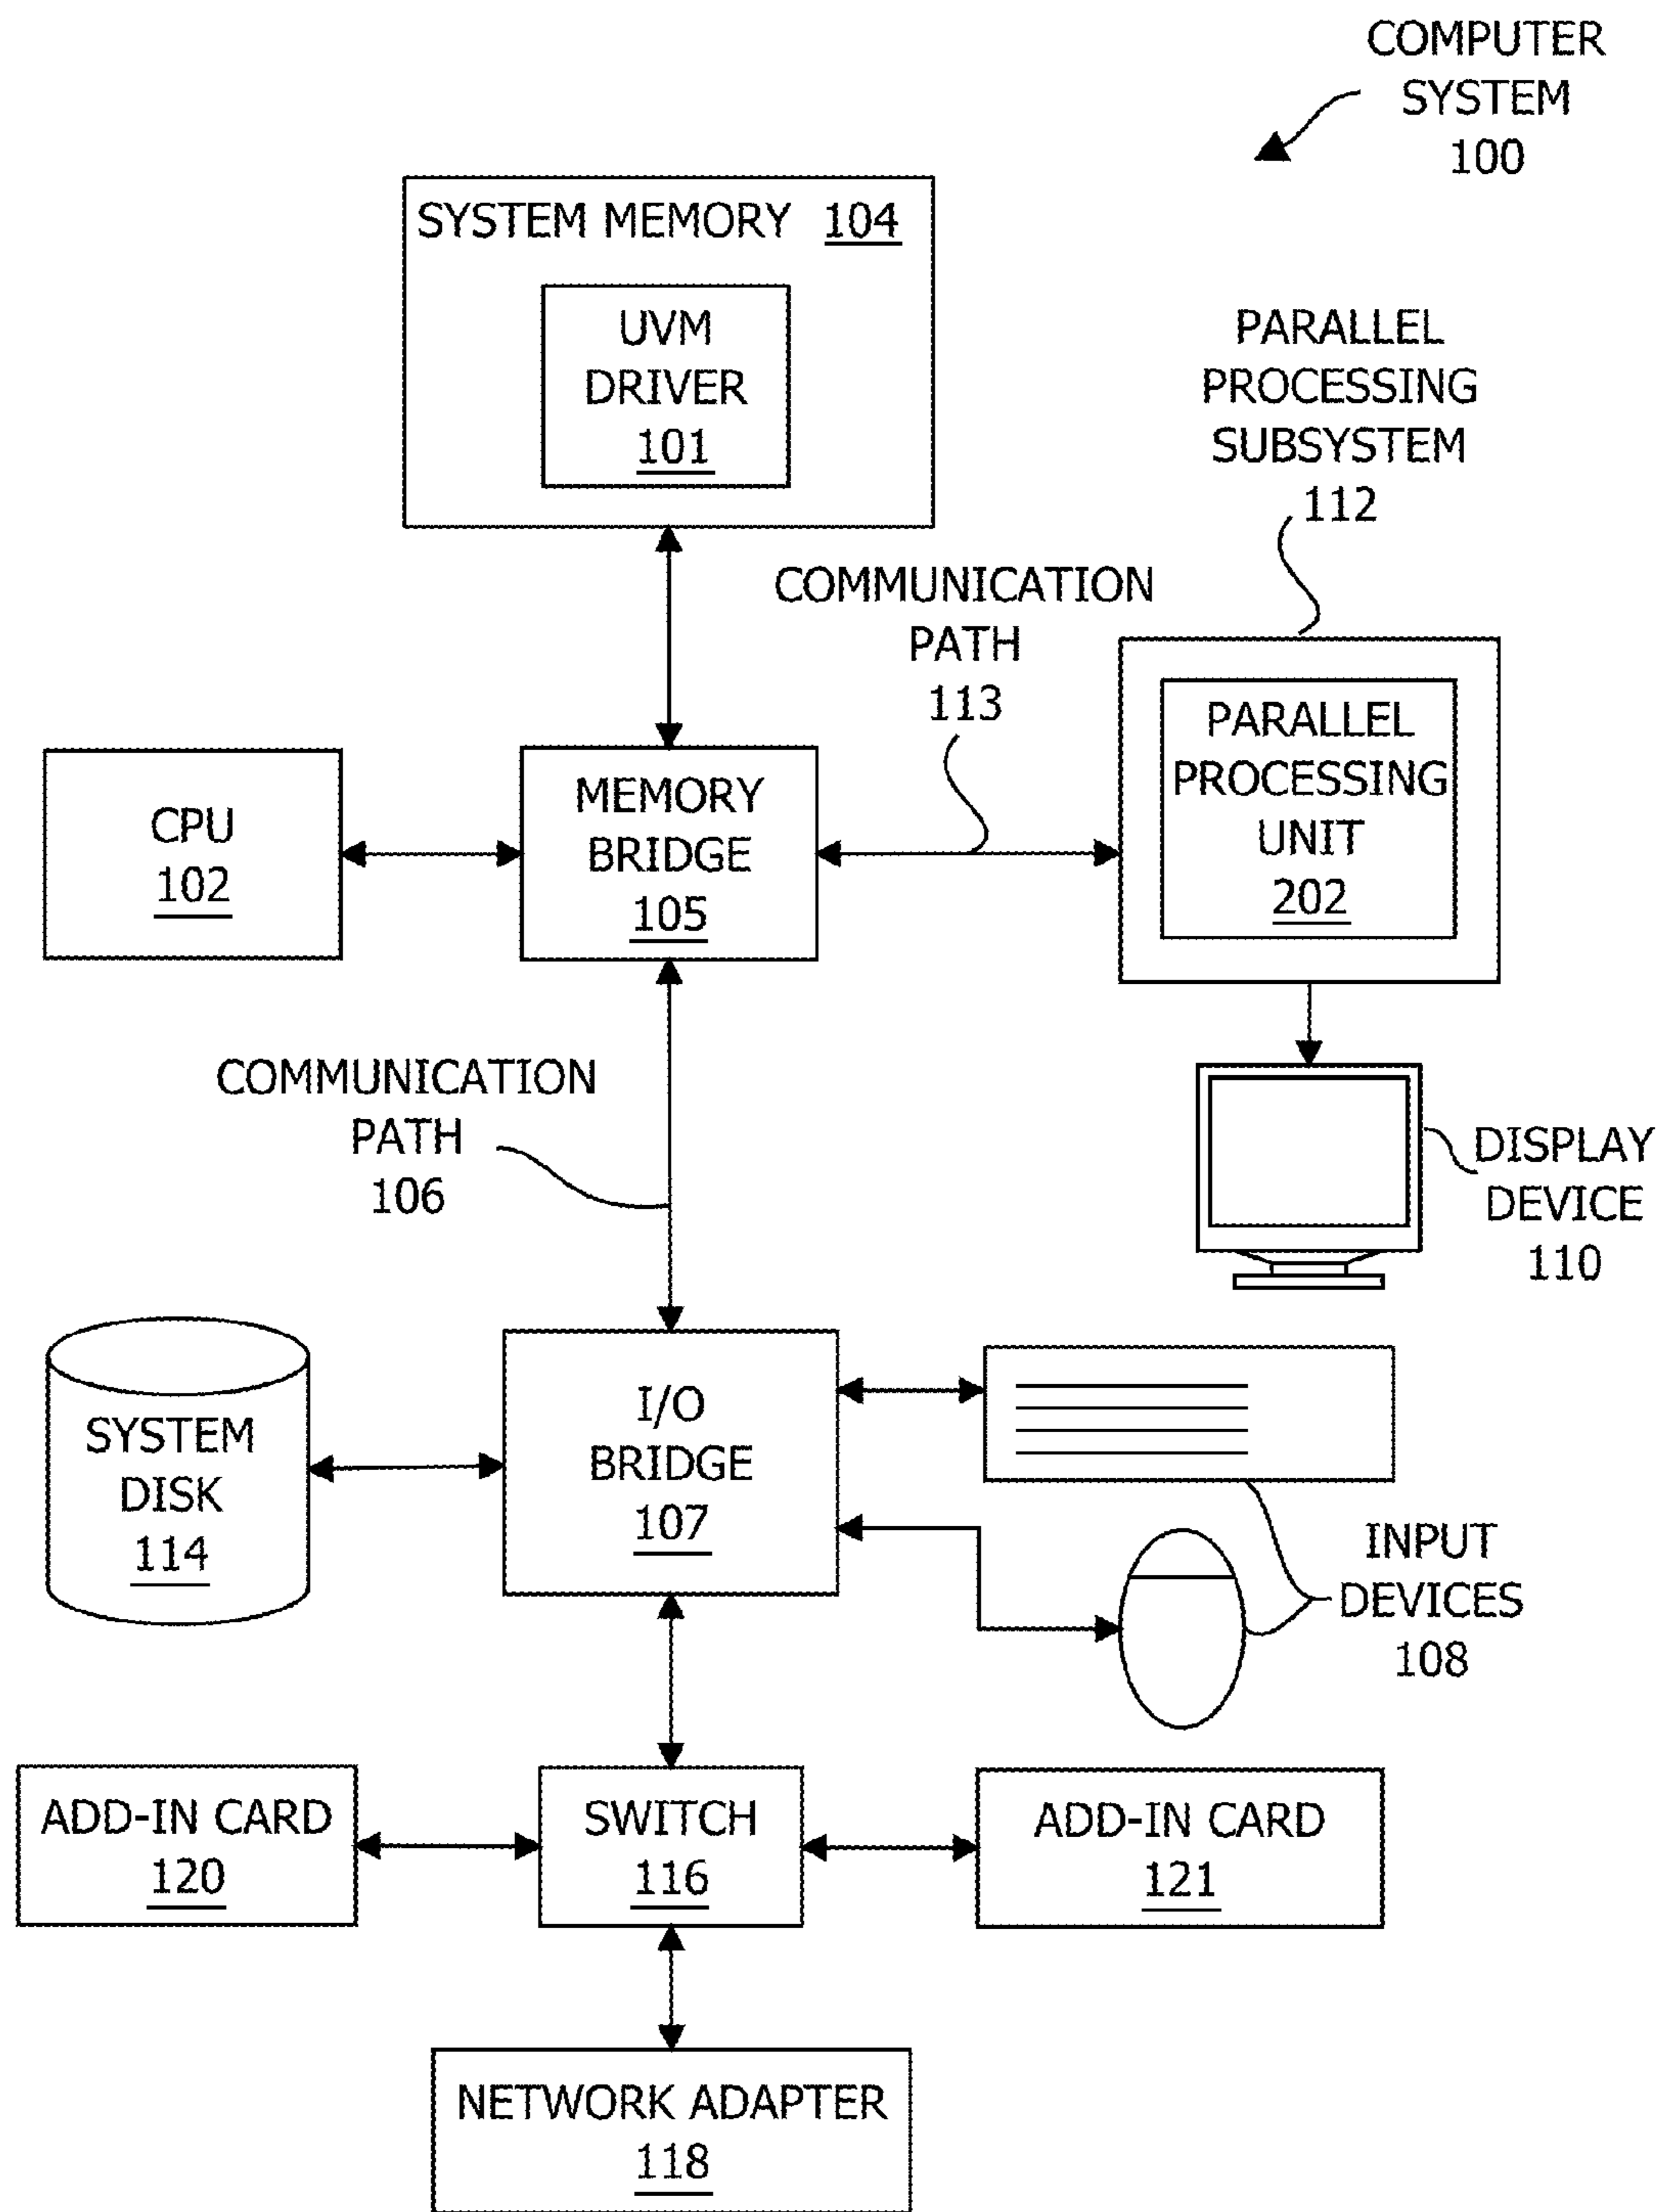 COMPUTER
SYSTEM
100
SYSTEM MEMORY 104
UVM
DRIVER
101
PARALLEL
PROCESSING
SUBSYSTEM
112
COMMUNICATION
PATH
113
PARALLEL
PROCESSING
UNIT
202
CPU
102
MEMORY
BRIDGE
105
COMMUNICATION
PATH
106
DISPLAY
DEVICE
110
SYSTEM
DISK
114
I/O
BRIDGE
107
INPUT
DEVICES
108
ADD-IN CARD
120
SWITCH
116
ADD-IN CARD
121
NETWORK ADAPTER
118